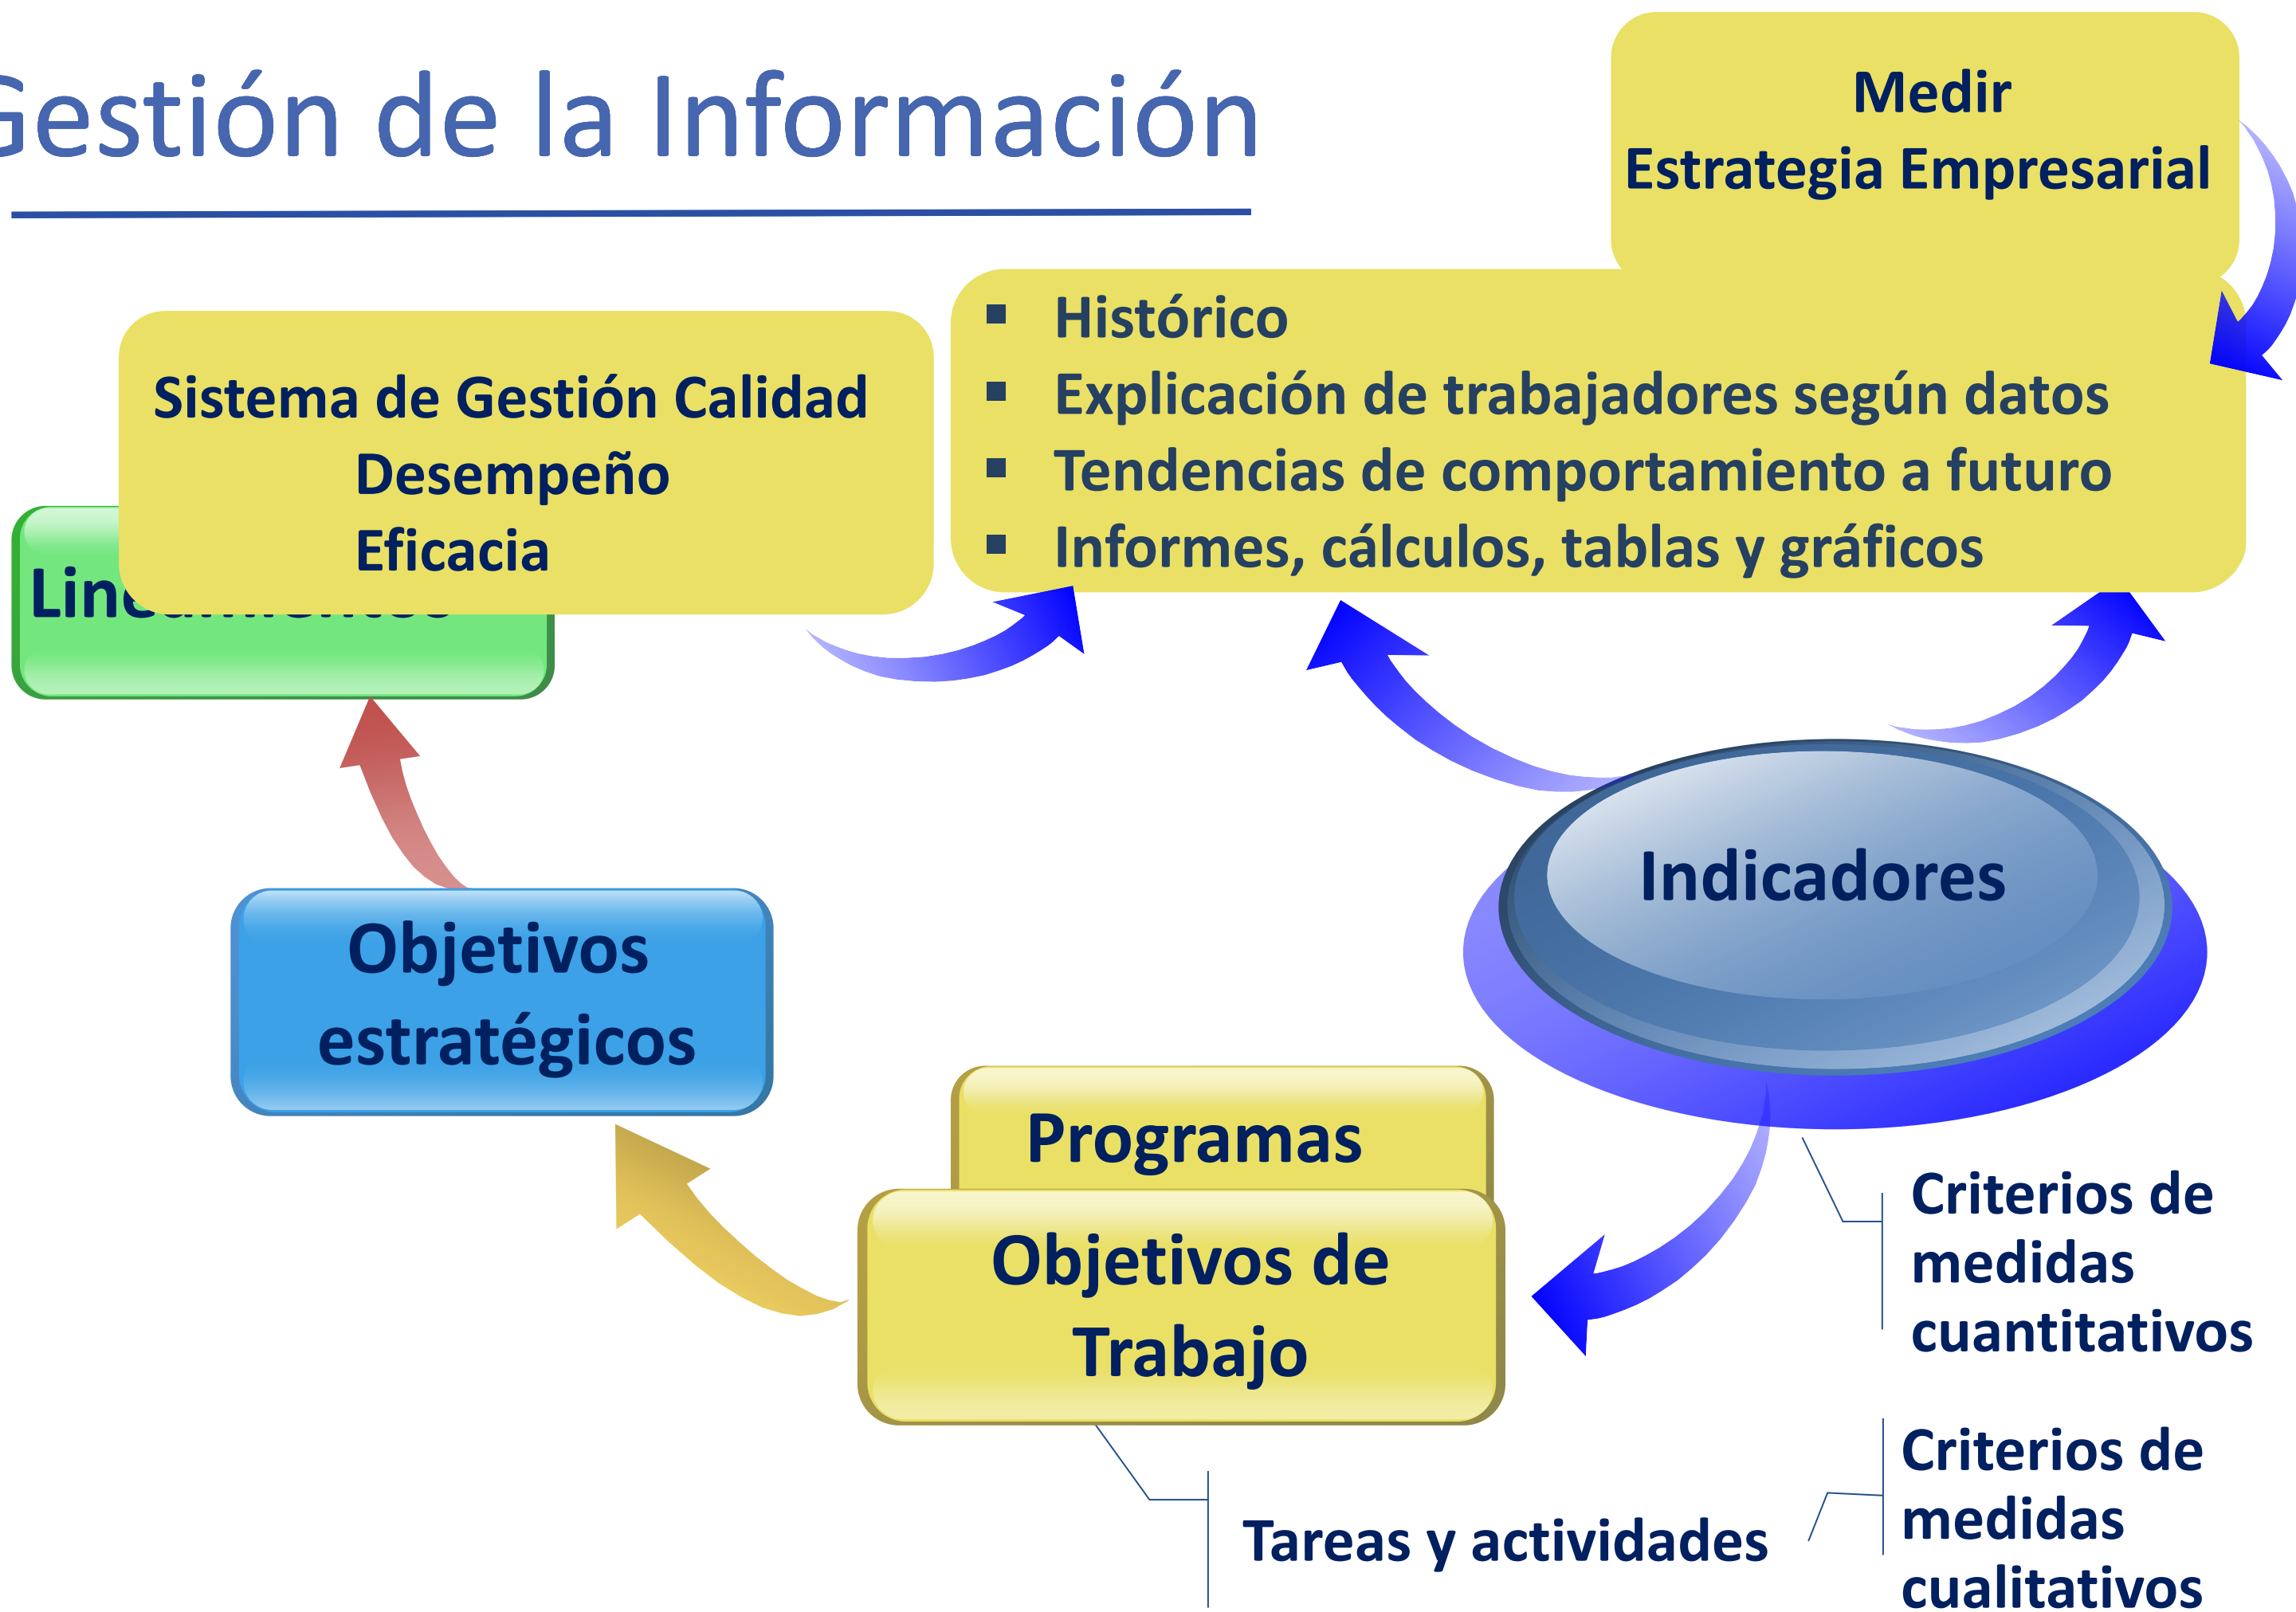 Gestión de la Información
Medir
Estrategia Empresarial
▪ Histórico
▪ Explicación de trabajadores según datos
▪ Tendencias de comportamiento a futuro
▪ Informes, cálculos, tablas y gráficos
Sistema de Gestión Calidad
Desempeño
Eficacia
Indicadores
Objetivos
estratégicos
Programas
Objetivos de
Trabajo
Criterios de
medidas
cuantitativos
Tareas y actividades
Criterios de
medidas
cualitativos